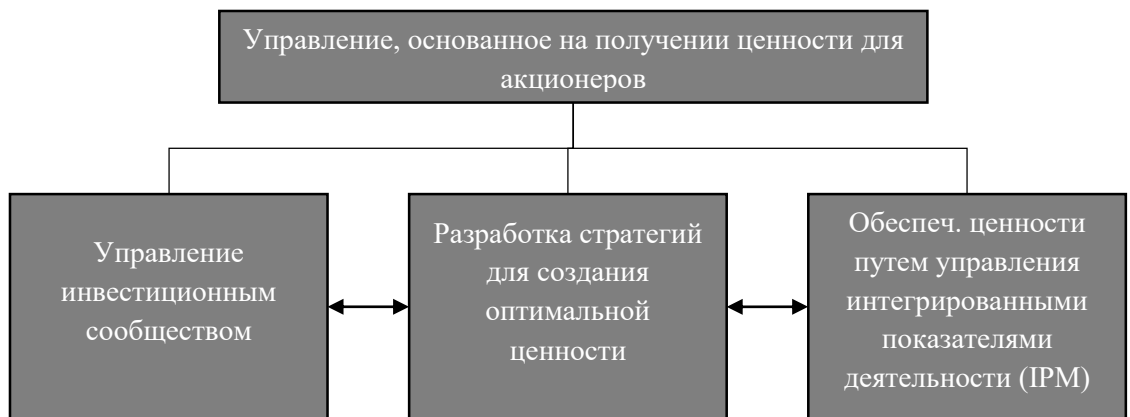 Управление, основанное на получении ценности для
акционеров
Управление
инвестиционным
сообществом
Разработка стратегий
для создания
оптимальной
ценности
Обеспеч. ценности
путем управления
интегрированными
показателями
деятельности (IPM)